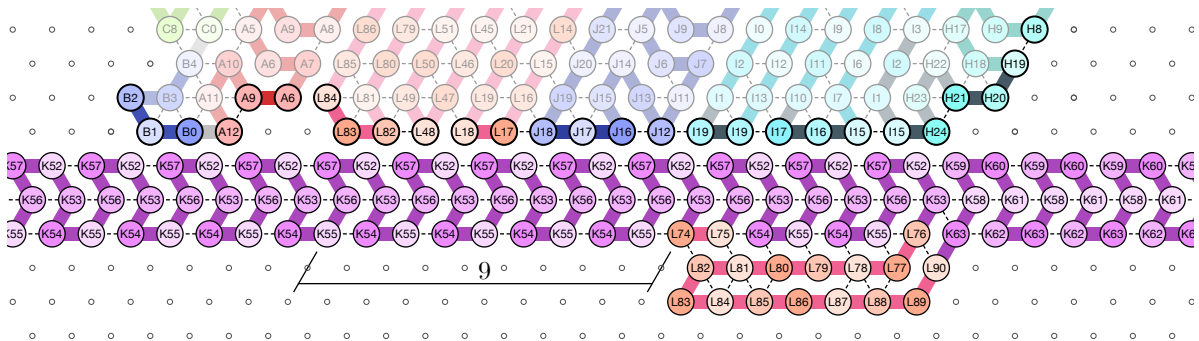 C8 C0 A5 A9 A8 L86 L79 L51 L45 L21 L14 J21 J5 J9 J8 I0 I14 I9 I8 I3 H17 H9 H8
B4 A10 A6 A7 L85 L80 L50 L46 L20 L15 J20 J14 J6 J7 I2 I12 I11 I6 I2 H22 H18 H19
B2 B3 A11 A9 A6 L84 L81 L49 L47 L19 L16 J19 J15 J13 J11 I1 I13 I10 I7 I1 H23 H21 H20
B1 B0 A12 L83 L82 L48 L18 L17 J18 J17 J16 J12 I19 I19 I17 I16 I15 I15 H24
K57 K52 K57 K52 K57 K52 K57 K52 K57 K52 K57 K52 K57 K52 K57 K52 K57 K52 K57 K52 K57 K52 K57 K52 K59 K60 K59 K60 K59 K60
K56 K53 K56 K53 K56 K53 K56 K53 K56 K53 K56 K53 K56 K53 K56 K53 K56 K53 K56 K53 K56 K53 K56 K53 K58 K61 K58 K61 K58 K61
K55 K54 K55 K54 K55 K54 K55 K54 K55 K54 K55 K54 K55 K54 K55 K54 K55 L74 L75 K54 K55 K54 K55 L76 K63 K62 K63 K62 K63 K62
9 L82 L81 L80 L79 L78 L77 L90
L83 L84 L85 L86 L87 L88 L89